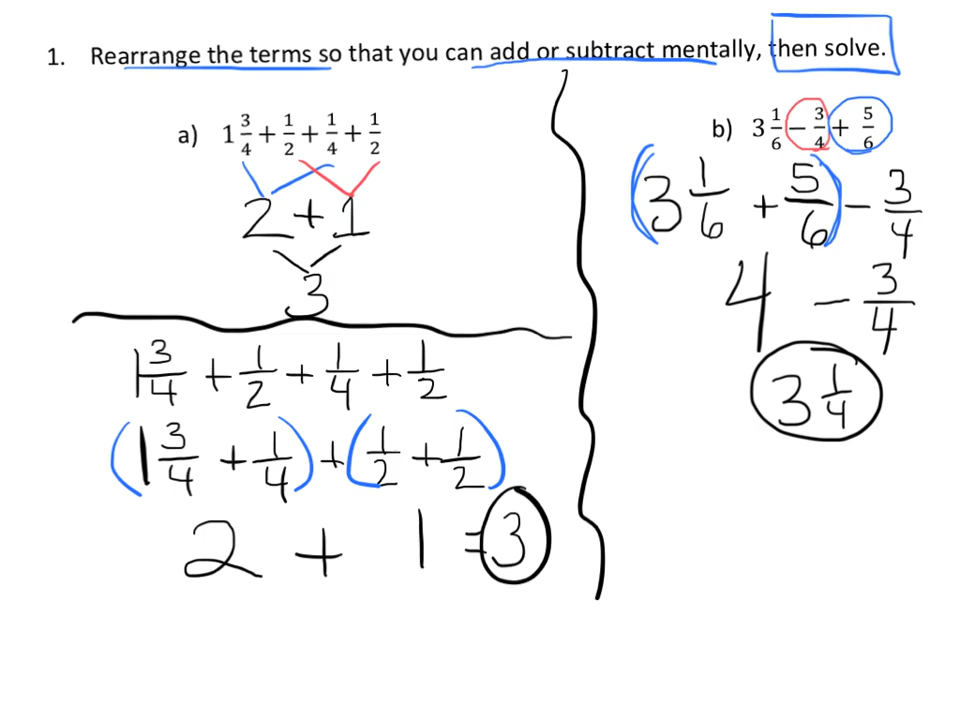 1. Rearrange the terms so that you can add or subtract mentally, then solve.
a) 1 3/4 + 1/2 + 1/4 + 1/2
2 + 1
3
1 3/4 + 1/2 + 1/4 + 1/2
(1 3/4 + 1/4) + (1/2 + 1/2)
2 + 1 = 3
b) 3 1/6 − 3/4 + 5/6
(3 1/6 + 5/6) − 3/4
4 − 3/4
3 1/4